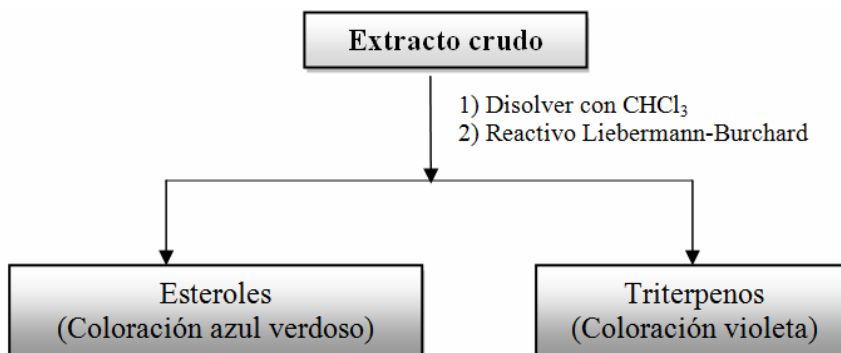 Extracto crudo
1) Disolver con CHCl₃
2) Reactivo Liebermann-Burchard
Esteroles
(Coloración azul verdoso)
Triterpenos
(Coloración violeta)